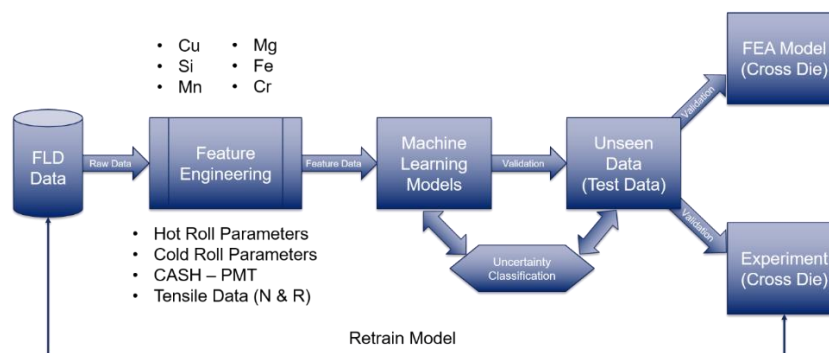 • Cu • Mg
• Si • Fe
• Mn • Cr
FLD
Data
Raw Data
Feature
Engineering
Feature Data
Machine
Learning
Models
Validation
Unseen
Data
(Test Data)
Validation
FEA Model
(Cross Die)
Validation
Experiment
(Cross Die)
Uncertainty
Classification
• Hot Roll Parameters
• Cold Roll Parameters
• CASH – PMT
• Tensile Data (N & R)
Retrain Model